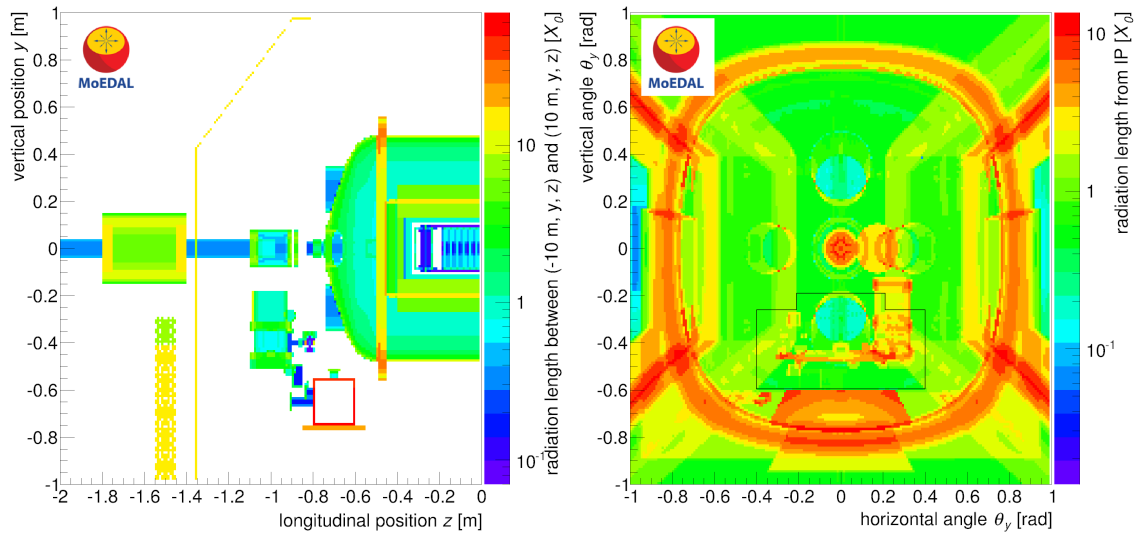 MoEDAL
vertical position y [m]
1
0.8
0.6
0.4
0.2
0
-0.2
-0.4
-0.6
-0.8
-1
-2 -1.8 -1.6 -1.4 -1.2 -1 -0.8 -0.6 -0.4 -0.2 0
longitudinal position z [m]
10
1
10⁻¹
radiation length between (-10 m, y, z) and (10 m, y, z) [X₀]
MoEDAL
vertical angle θᵧ [rad]
1
0.8
0.6
0.4
0.2
0
-0.2
-0.4
-0.6
-0.8
-1
-1 -0.8 -0.6 -0.4 -0.2 0 0.2 0.4 0.6 0.8 1
horizontal angle θᵧ [rad]
10
1
10⁻¹
radiation length from IP [X₀]